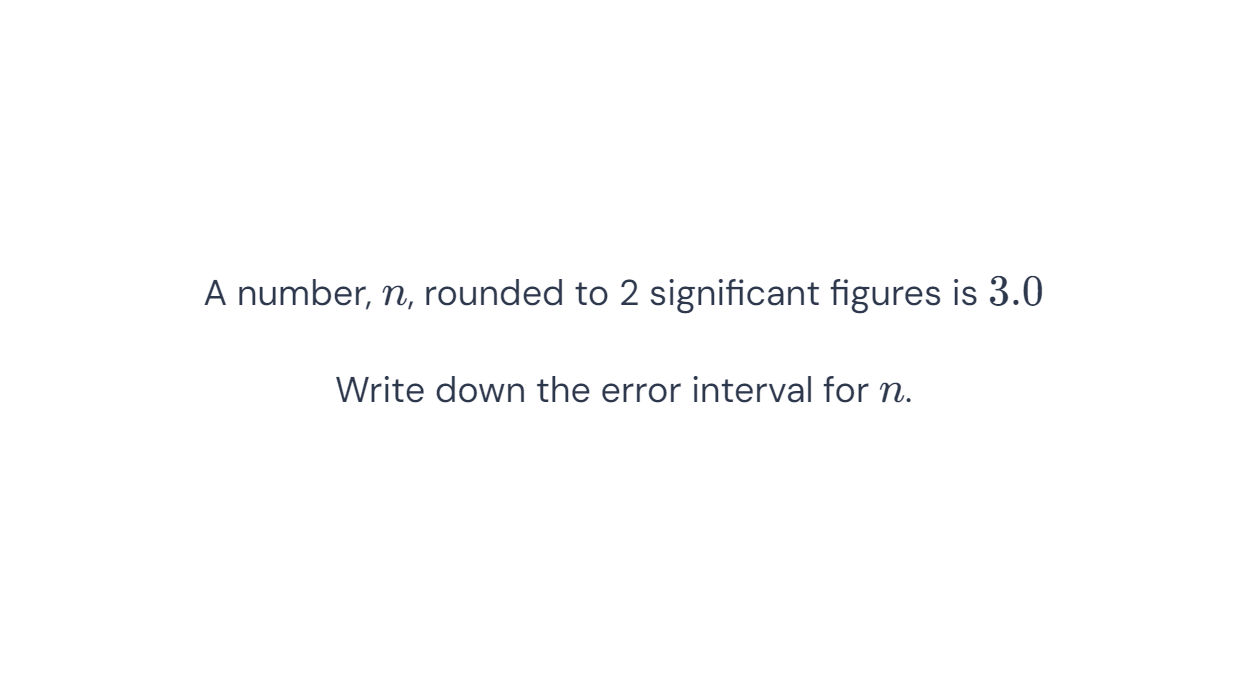 A number, n, rounded to 2 significant figures is 3.0
Write down the error interval for n.